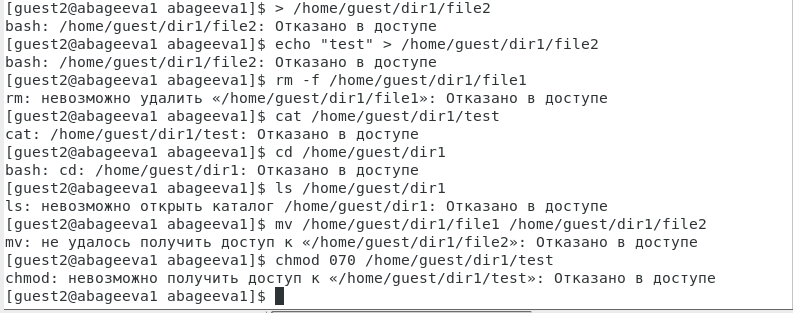 [guest2@abageeva1 abageeva1]$ > /home/guest/dir1/file2
bash: /home/guest/dir1/file2: Отказано в доступе
[guest2@abageeva1 abageeva1]$ echo "test" > /home/guest/dir1/file2
bash: /home/guest/dir1/file2: Отказано в доступе
[guest2@abageeva1 abageeva1]$ rm -f /home/guest/dir1/file1
rm: невозможно удалить «/home/guest/dir1/file1»: Отказано в доступе
[guest2@abageeva1 abageeva1]$ cat /home/guest/dir1/test
cat: /home/guest/dir1/test: Отказано в доступе
[guest2@abageeva1 abageeva1]$ cd /home/guest/dir1
bash: cd: /home/guest/dir1: Отказано в доступе
[guest2@abageeva1 abageeva1]$ ls /home/guest/dir1
ls: невозможно открыть каталог /home/guest/dir1: Отказано в доступе
[guest2@abageeva1 abageeva1]$ mv /home/guest/dir1/file1 /home/guest/dir1/file2
mv: не удалось получить доступ к «/home/guest/dir1/file2»: Отказано в доступе
[guest2@abageeva1 abageeva1]$ chmod 070 /home/guest/dir1/test
chmod: невозможно получить доступ к «/home/guest/dir1/test»: Отказано в доступе
[guest2@abageeva1 abageeva1]$